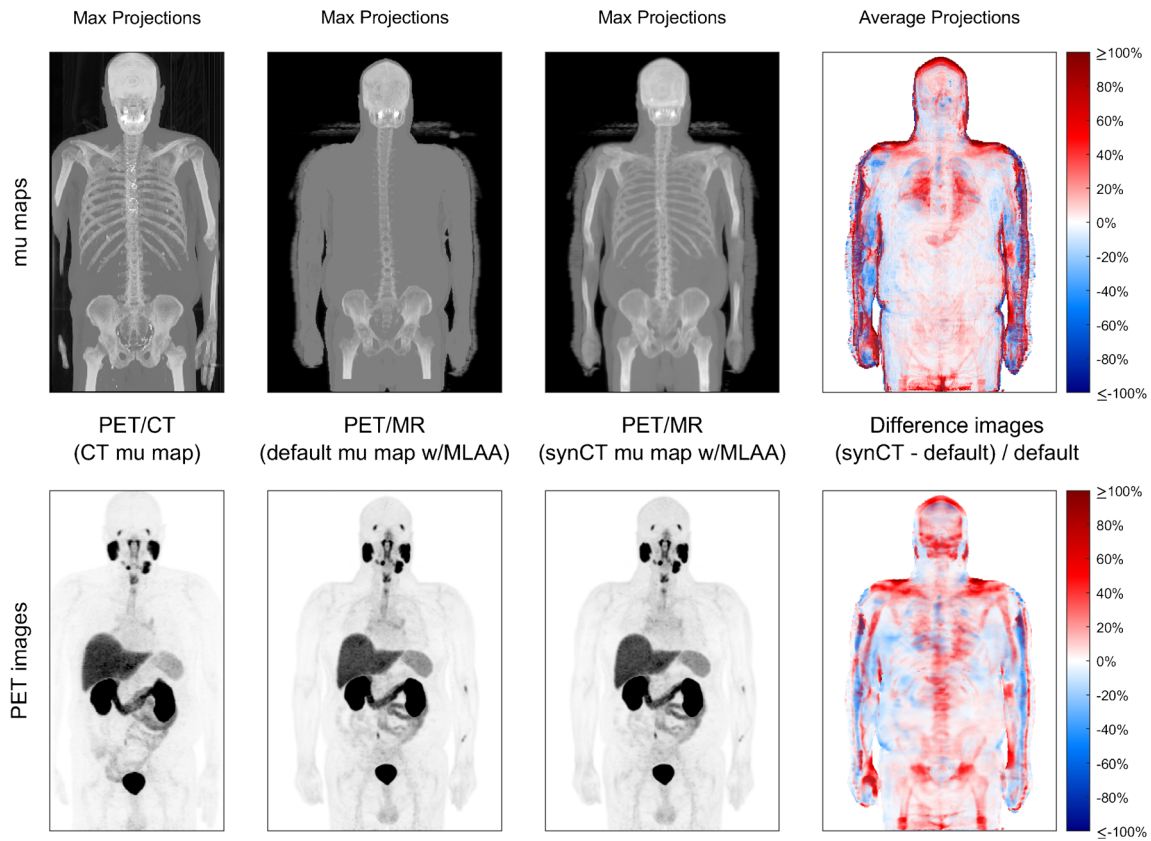 Max Projections
Max Projections
Max Projections
Average Projections
mu maps
≥100%
80%
60%
40%
20%
0%
-20%
-40%
-60%
-80%
≤-100%
PET/CT
(CT mu map)
PET/MR
(default mu map w/MLAA)
PET/MR
(synCT mu map w/MLAA)
Difference images
(synCT - default) / default
PET images
≥100%
80%
60%
40%
20%
0%
-20%
-40%
-60%
-80%
≤-100%